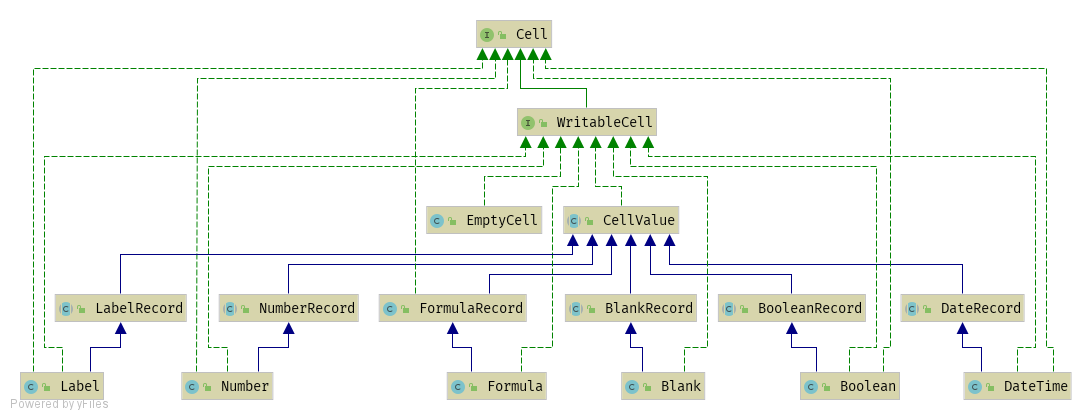 Cell
WritableCell
EmptyCell
CellValue
LabelRecord
NumberRecord
FormulaRecord
BlankRecord
BooleanRecord
DateRecord
Label
Number
Formula
Blank
Boolean
DateTime
Powered by yFiles